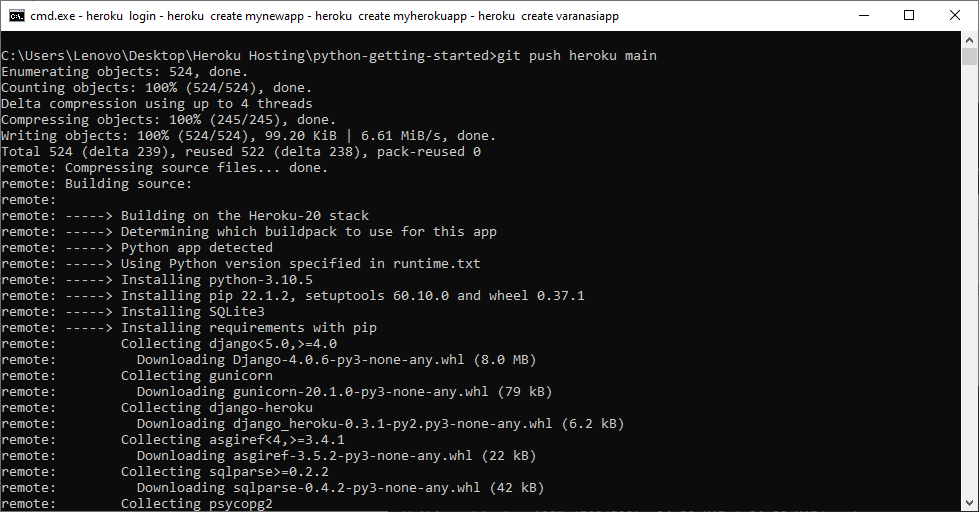 cmd.exe - heroku  login - heroku  create mynewapp - heroku  create myherokuapp - heroku  create varanasiapp
C:\Users\Lenovo\Desktop\Heroku Hosting\python-getting-started>git push heroku main
Enumerating objects: 524, done.
Counting objects: 100% (524/524), done.
Delta compression using up to 4 threads
Compressing objects: 100% (245/245), done.
Writing objects: 100% (524/524), 99.20 KiB | 6.61 MiB/s, done.
Total 524 (delta 239), reused 522 (delta 238), pack-reused 0
remote: Compressing source files... done.
remote: Building source:
remote:
remote: -----> Building on the Heroku-20 stack
remote: -----> Determining which buildpack to use for this app
remote: -----> Python app detected
remote: -----> Using Python version specified in runtime.txt
remote: -----> Installing python-3.10.5
remote: -----> Installing pip 22.1.2, setuptools 60.10.0 and wheel 0.37.1
remote: -----> Installing SQLite3
remote: -----> Installing requirements with pip
remote:        Collecting django<5.0,>=4.0
remote:          Downloading Django-4.0.6-py3-none-any.whl (8.0 MB)
remote:        Collecting gunicorn
remote:          Downloading gunicorn-20.1.0-py3-none-any.whl (79 kB)
remote:        Collecting django-heroku
remote:          Downloading django_heroku-0.3.1-py2.py3-none-any.whl (6.2 kB)
remote:        Collecting asgiref<4,>=3.4.1
remote:          Downloading asgiref-3.5.2-py3-none-any.whl (22 kB)
remote:        Collecting sqlparse>=0.2.2
remote:          Downloading sqlparse-0.4.2-py3-none-any.whl (42 kB)
remote:        Collecting psycopg2